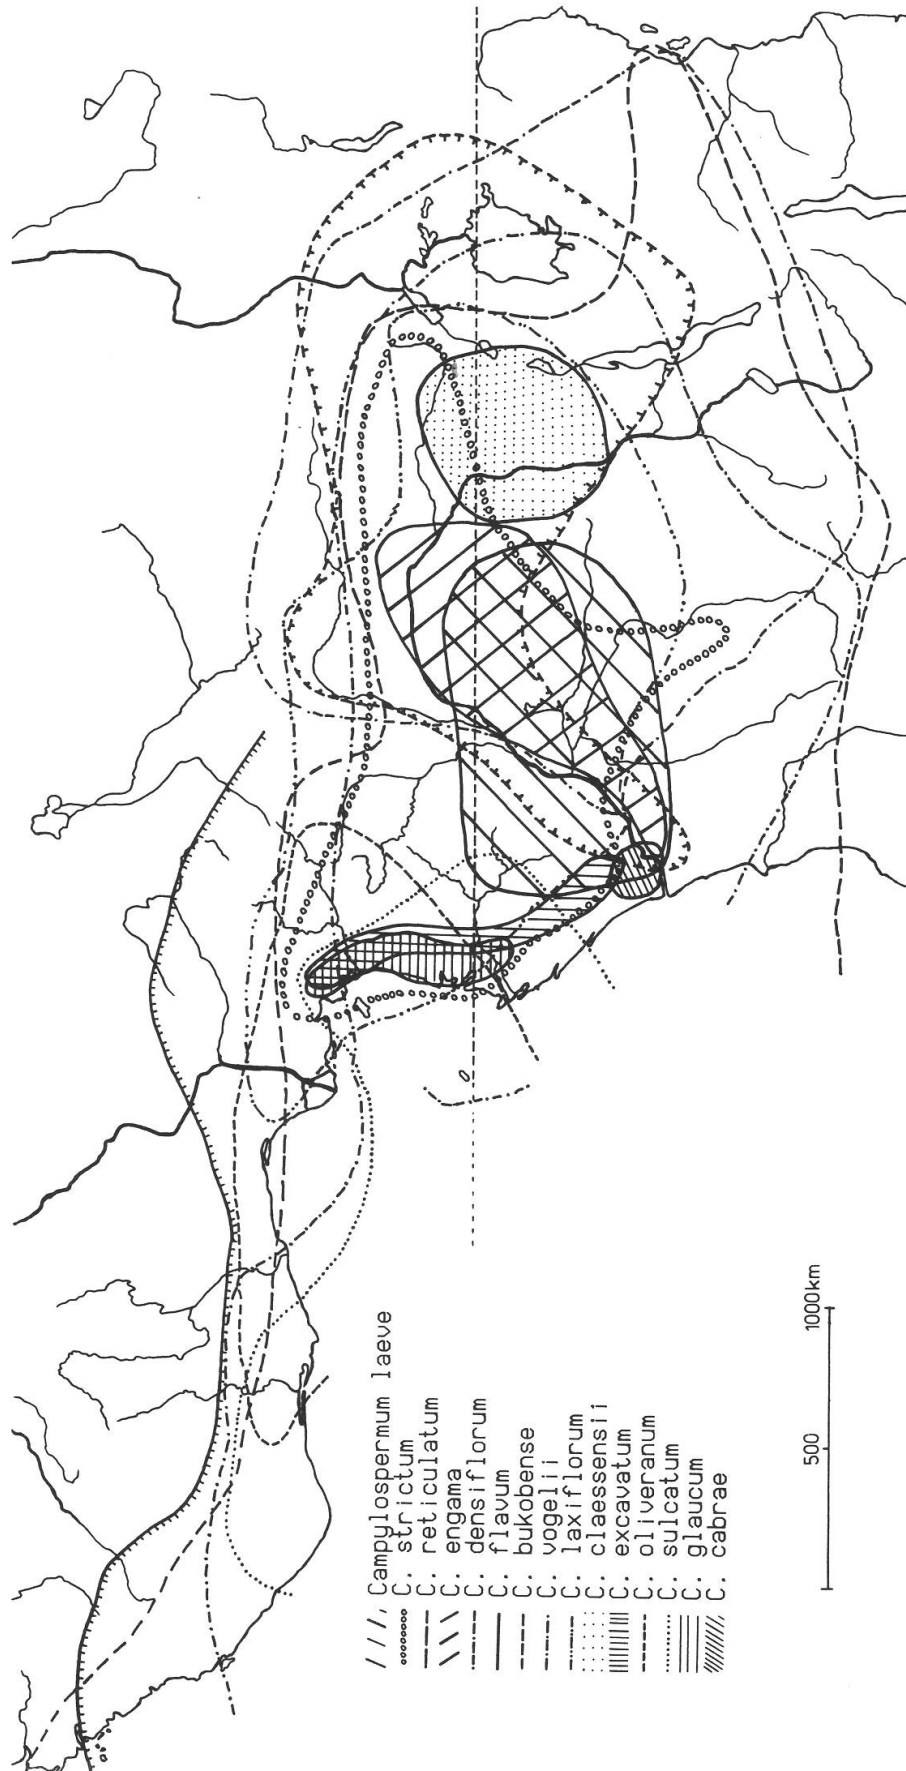 Campylospermum laeve
C. strictum
C. reticulatum
C. engama
C. densiflorum
C. flavum
C. bukobense
C. vogelii
C. laxiflorum
C. claessensii
C. excavatum
C. oliveranum
C. sulcatum
C. glaucum
C. cabrae
500
1000km